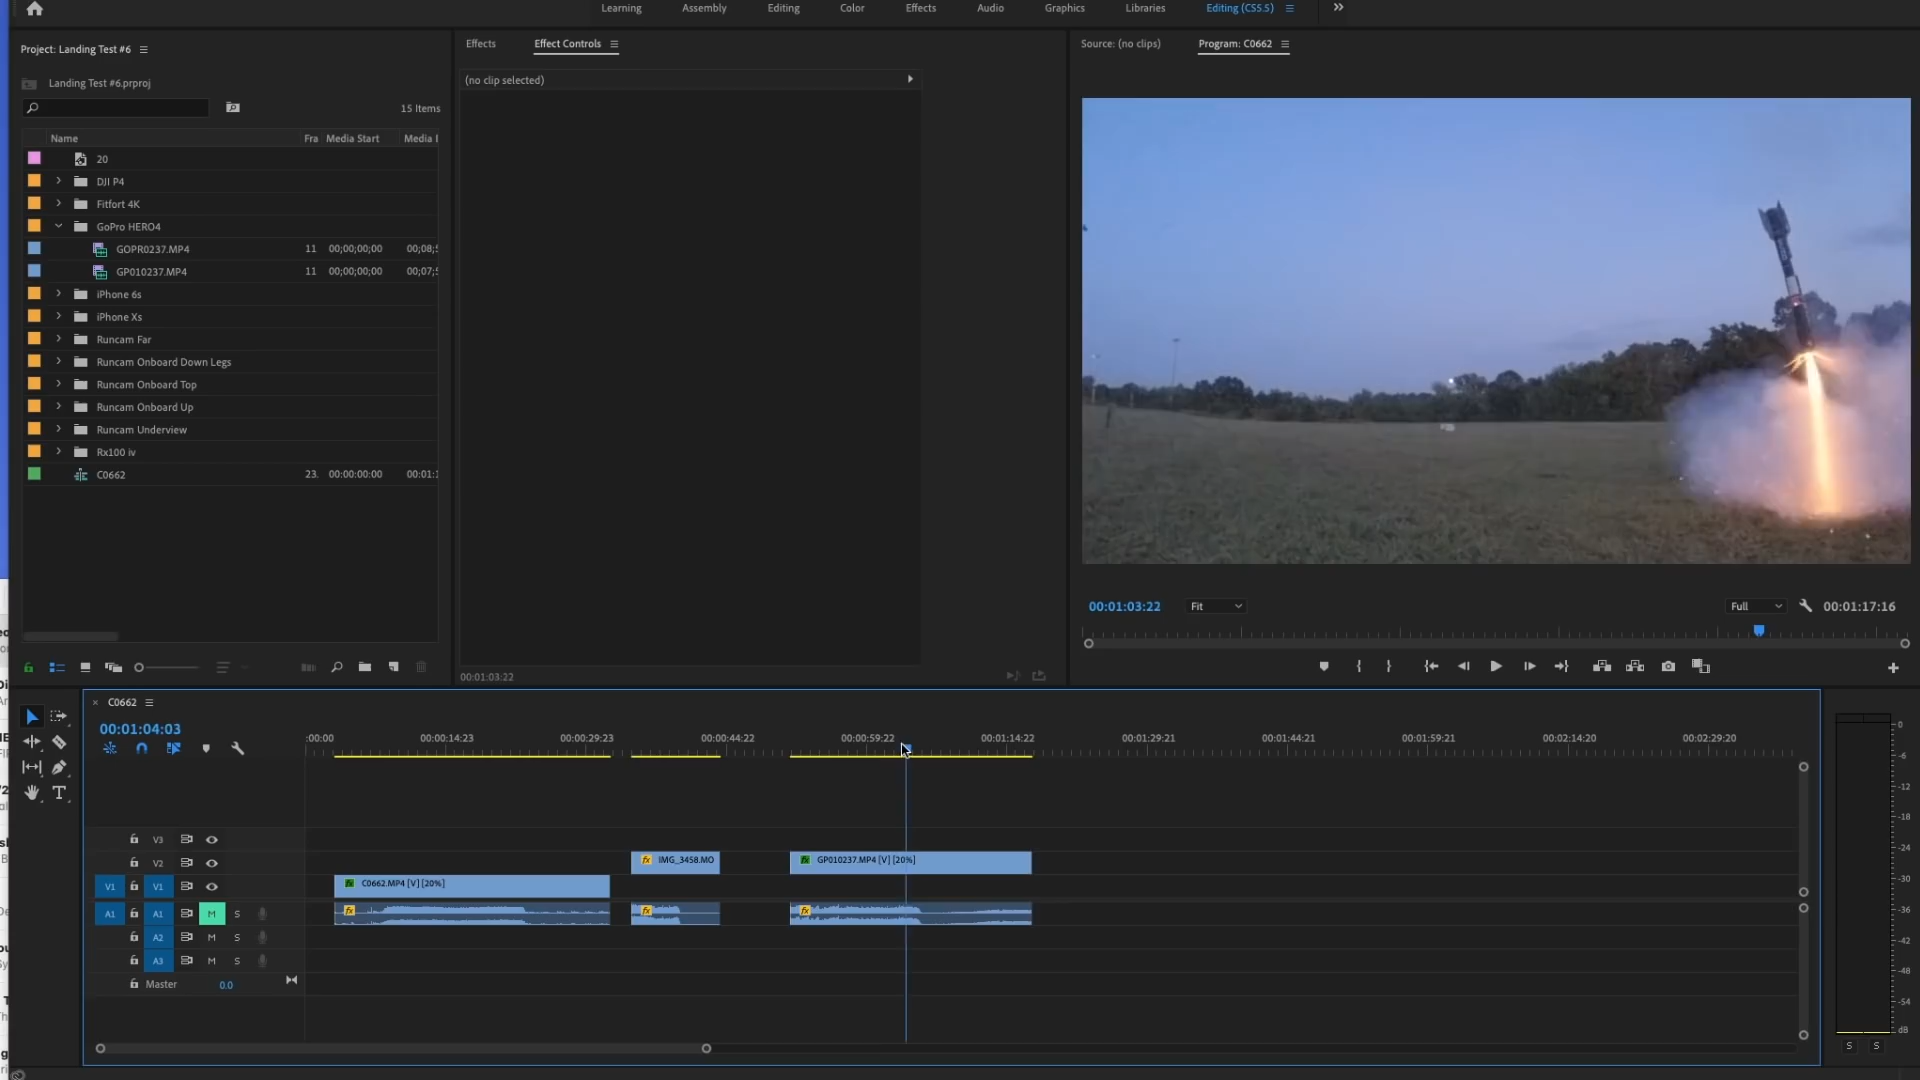 Learning Assembly Editing Color Effects Audio Graphics Libraries Editing (CS5.5)
Project: Landing Test #6
Landing Test #6.prproj
15 Items
Name Fra Media Start Media
20
DJI P4
Fitfort 4K
GoPro HERO4
GOPR0237.MP4 11 00;00;00;00 00;08;
GP010237.MP4 11 00;00;00;00 00;07;
iPhone 6s
iPhone Xs
Runcam Far
Runcam Onboard Down Legs
Runcam Onboard Top
Runcam Onboard Up
Runcam Underview
Rx100 iv
C0662 23. 00:00:00:00 00:01:
Effects Effect Controls
(no clip selected)
00:01:03:22
Source: (no clips) Program: C0662
00:01:03:22 Fit Full 00:01:17:16
C0662
00:01:04:03
:00:00 00:00:14:23 00:00:29:23 00:00:44:22 00:00:59:22 00:01:14:22 00:01:29:21 00:01:44:21 00:01:59:21 00:02:14:20 00:02:29:20
V3
V2 IMG_3458.MO GP010237.MP4 [V] [20%]
V1 V1 C0662.MP4 [V] [20%]
A1 A1 M S fx fx fx
A2 M S
A3 M S
Master 0.0
0
-6
-12
-18
-24
-30
-36
-42
-48
-54
dB
S S